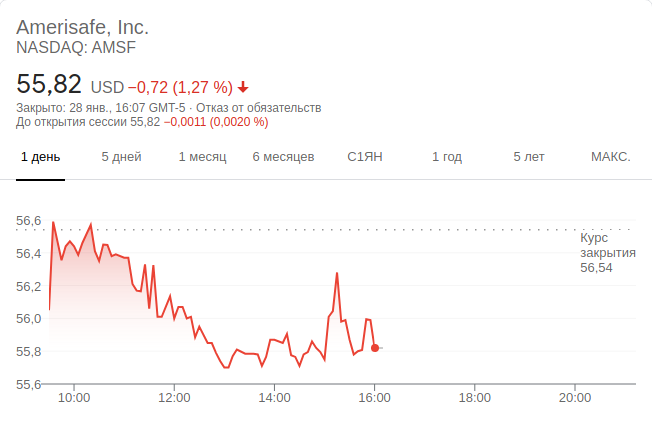 Amerisafe, Inc.
NASDAQ: AMSF
55,82 USD −0,72 (1,27 %)
Закрыто: 28 янв., 16:07 GMT-5 · Отказ от обязательств
До открытия сессии 55,82 −0,0011 (0,0020 %)
1 день 5 дней 1 месяц 6 месяцев С1ЯН 1 год 5 лет МАКС.
56,6
Курс
закрытия
56,54
56,4
56,2
56,0
55,8
55,6
10:00 12:00 14:00 16:00 18:00 20:00